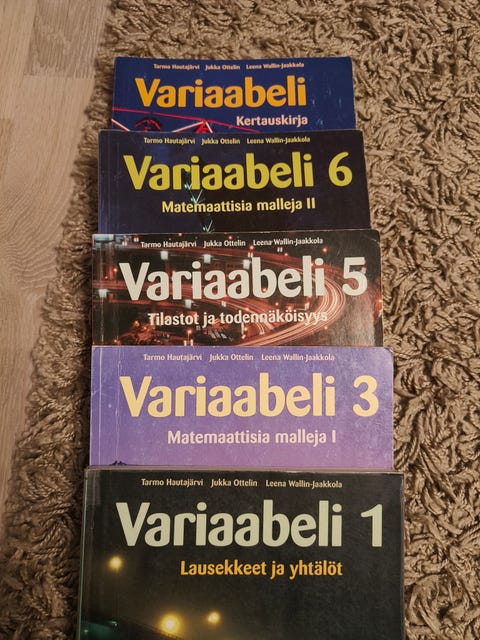 Tarmo Hautajärvi Jukka Ottelin Leena Wallin-Jaakkola
Variaabeli
Kertauskirja
Tarmo Hautajärvi Jukka Ottelin Leena Wallin-Jaakkola
Variaabeli 6
Matemaattisia malleja II
Tarmo Hautajärvi Jukka Ottelin Leena Wallin-Jaakkola
Variaabeli 5
Tilastot ja todennäköisyys
Tarmo Hautajärvi Jukka Ottelin Leena Wallin-Jaakkola
Variaabeli 3
Matemaattisia malleja I
Tarmo Hautajärvi Jukka Ottelin Leena Wallin-Jaakkola
Variaabeli 1
Lausekkeet ja yhtälöt